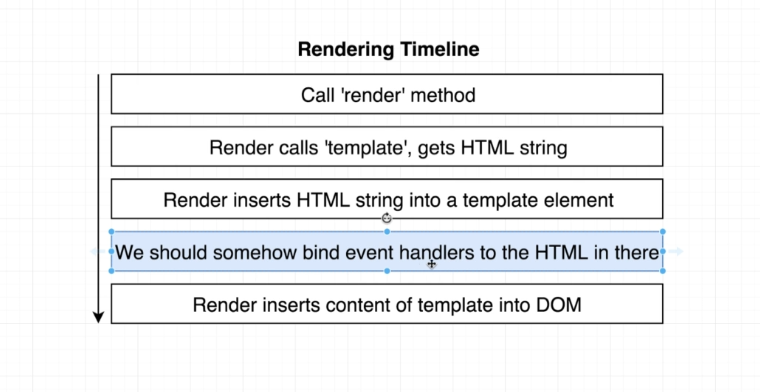 Rendering Timeline
Call 'render' method
Render calls 'template', gets HTML string
Render inserts HTML string into a template element
We should somehow bind event handlers to the HTML in there
Render inserts content of template into DOM